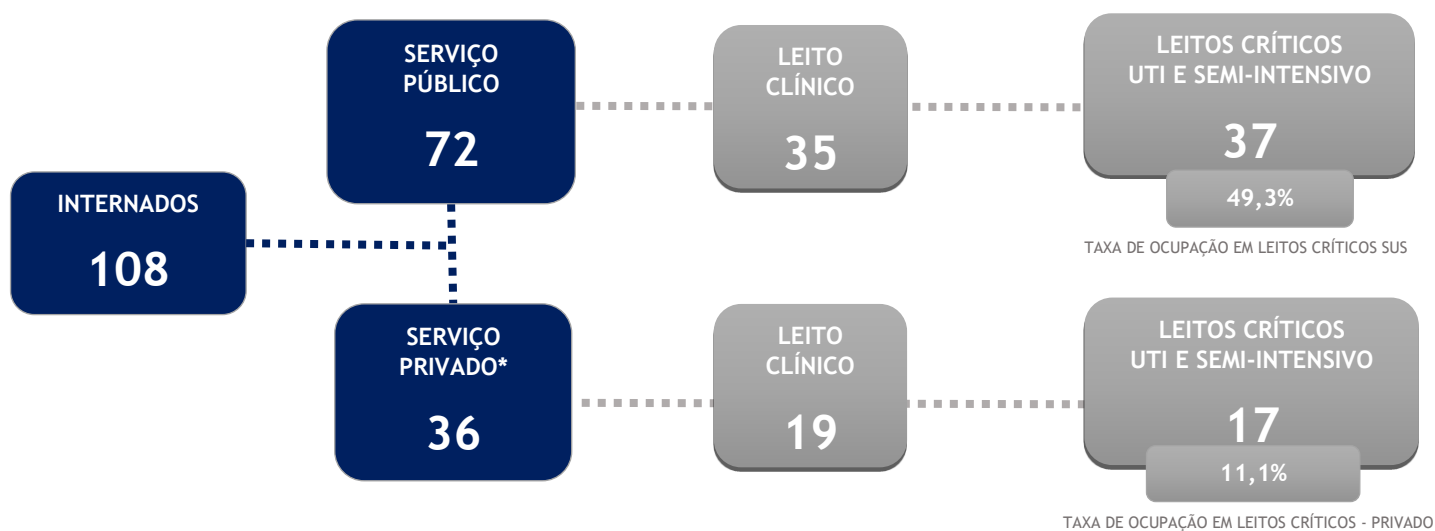 INTERNADOS
108
SERVIÇO
PÚBLICO
72
LEITO
CLÍNICO
35
LEITOS CRÍTICOS
UTI E SEMI-INTENSIVO
37
49,3%
TAXA DE OCUPAÇÃO EM LEITOS CRÍTICOS SUS
SERVIÇO
PRIVADO*
36
LEITO
CLÍNICO
19
LEITOS CRÍTICOS
UTI E SEMI-INTENSIVO
17
11,1%
TAXA DE OCUPAÇÃO EM LEITOS CRÍTICOS - PRIVADO